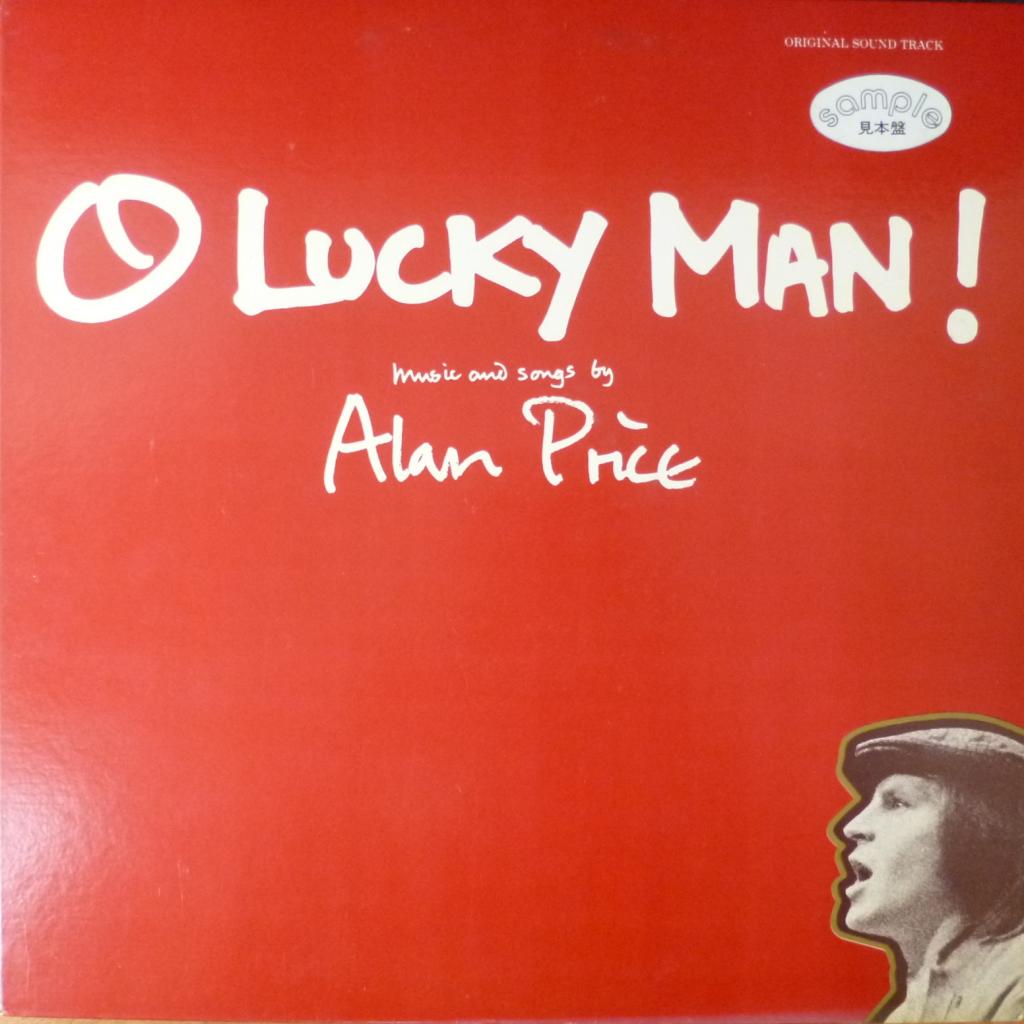 ORIGINAL SOUND TRACK
sample
見本盤
O LUCKY MAN!
music and songs by
Alan Price